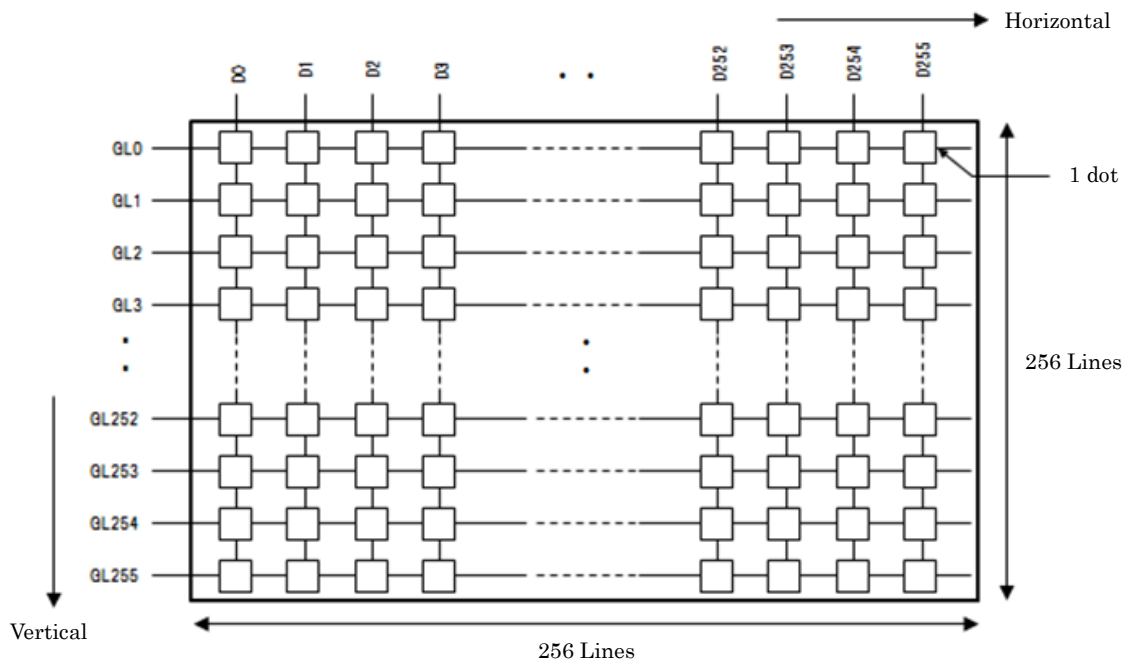 Horizontal
D0 D1 D2 D3 D252 D253 D254 D255
GL0
1 dot
GL1
GL2
GL3
256 Lines
GL252
GL253
GL254
GL255
Vertical
256 Lines